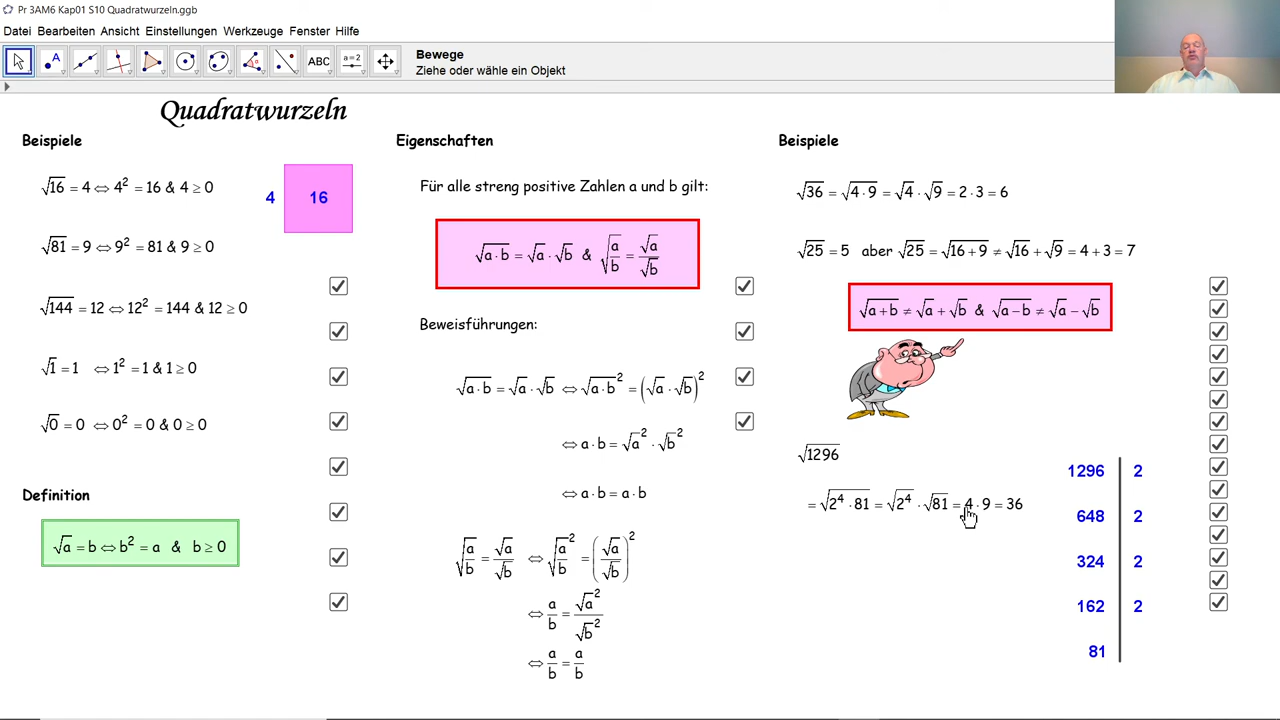 Pr 3AM6 Kap01 S10 Quadratwurzeln.ggb
Datei Bearbeiten Ansicht Einstellungen Werkzeuge Fenster Hilfe
A
ABC
a=2
Bewege
Ziehe oder wähle ein Objekt
Quadratwurzeln
Beispiele
√16 = 4 ⇔ 4² = 16 & 4 ≥ 0
4 16
√81 = 9 ⇔ 9² = 81 & 9 ≥ 0
√144 = 12 ⇔ 12² = 144 & 12 ≥ 0
√1 = 1 ⇔ 1² = 1 & 1 ≥ 0
√0 = 0 ⇔ 0² = 0 & 0 ≥ 0
Definition
√a = b ⇔ b² = a & b ≥ 0
Eigenschaften
Für alle streng positive Zahlen a und b gilt:
√(a·b) = √a · √b & √(a/b) = √a/√b
Beweisführungen:
√(a·b) = √a · √b ⇔ √(a·b)² = (√a · √b)²
⇔ a·b = √a² · √b²
⇔ a·b = a·b
√(a/b) = √a/√b ⇔ √(a/b)² = (√a/√b)²
⇔ a/b = √a²/√b²
⇔ a/b = a/b
Beispiele
√36 = √(4·9) = √4 · √9 = 2·3 = 6
√25 = 5 aber √25 = √(16+9) ≠ √16 + √9 = 4+3 = 7
√(a+b) ≠ √a + √b & √(a−b) ≠ √a − √b
√1296
= √(2⁴·81) = √(2⁴) · √81 = 4·9 = 36
1296 2
648 2
324 2
162 2
81